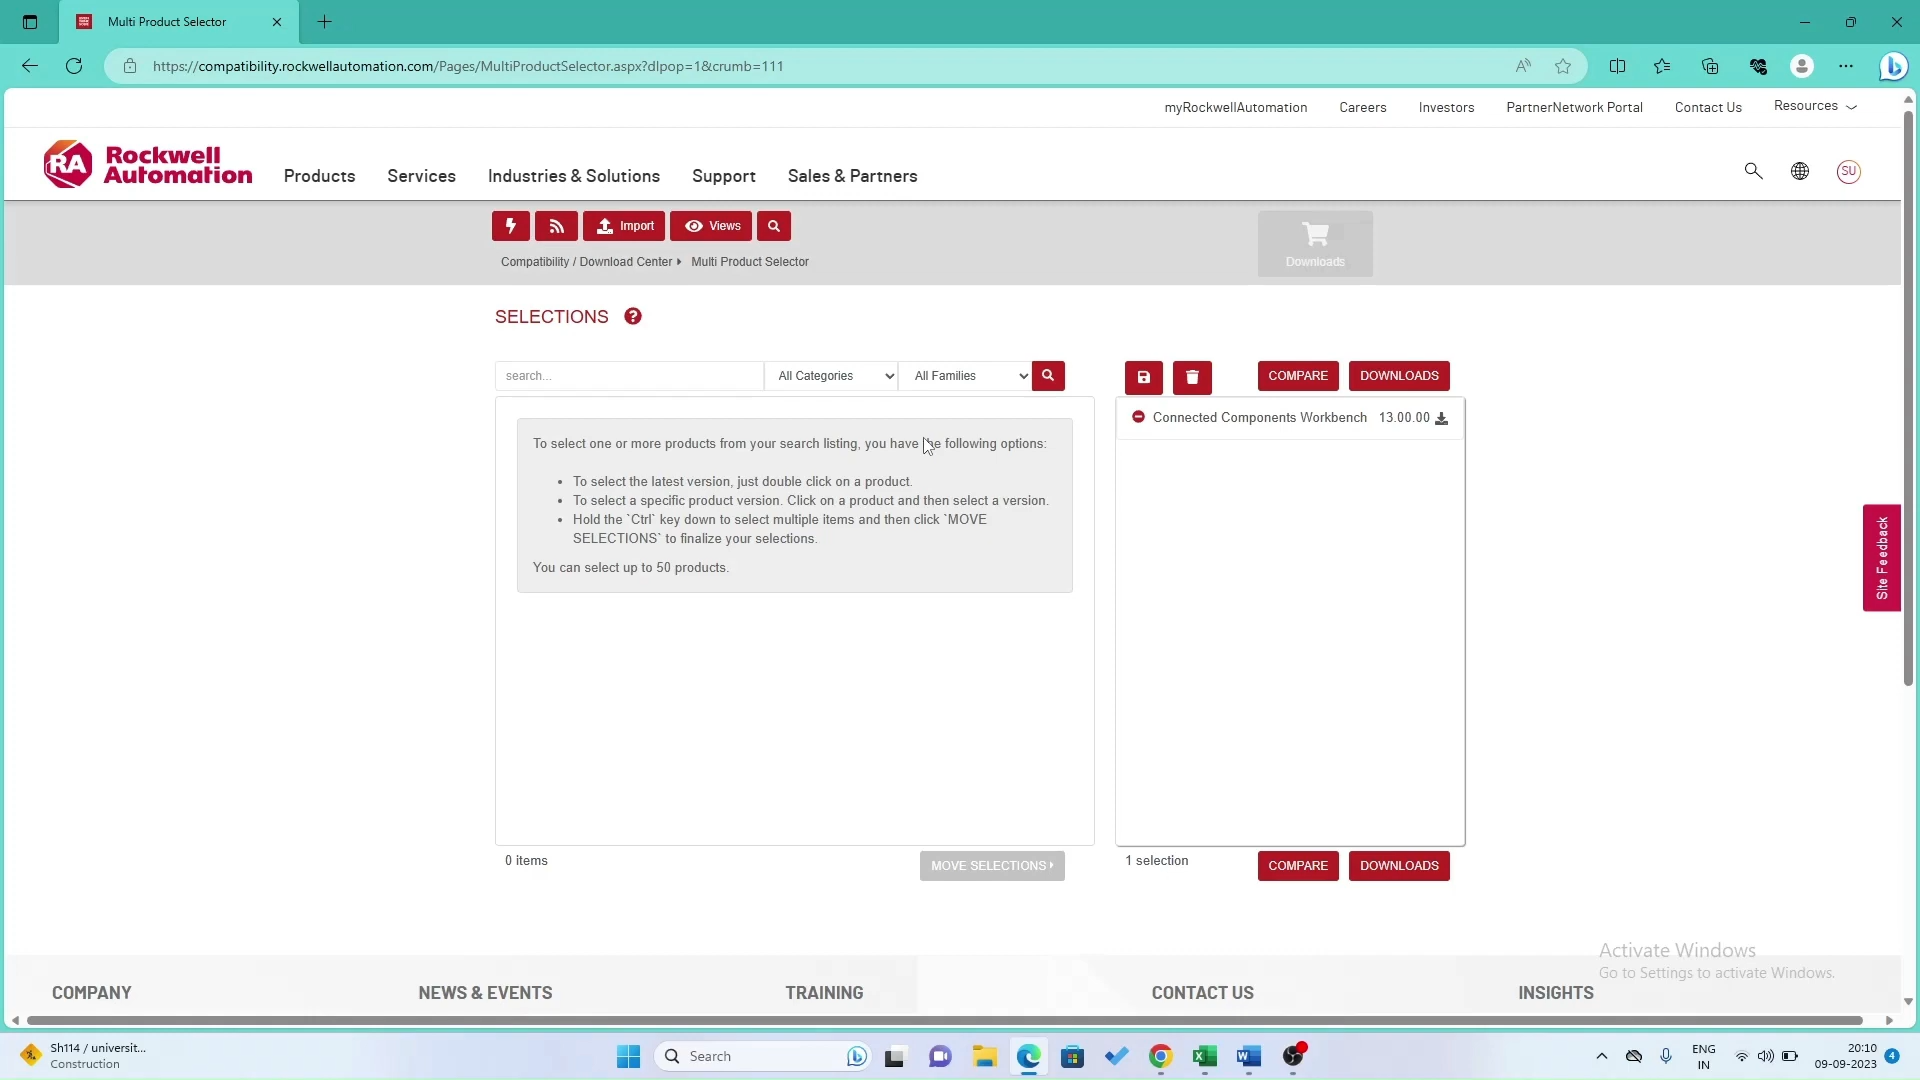 Multi Product Selector
https://compatibility.rockwellautomation.com/Pages/MultiProductSelector.aspx?dlpop=1&crumb=111
myRockwellAutomation Careers Investors PartnerNetwork Portal Contact Us Resources
RA Rockwell Automation
Products Services Industries & Solutions Support Sales & Partners
SU
Import Views
Downloads
Compatibility / Download Center Multi Product Selector
SELECTIONS ?
search... All Categories All Families
COMPARE DOWNLOADS
To select one or more products from your search listing, you have the following options:
• To select the latest version, just double click on a product.
• To select a specific product version. Click on a product and then select a version.
• Hold the `Ctrl` key down to select multiple items and then click `MOVE
SELECTIONS` to finalize your selections.
You can select up to 50 products.
Connected Components Workbench 13.00.00
Site Feedback
0 items
MOVE SELECTIONS
1 selection
COMPARE DOWNLOADS
Activate Windows
Go to Settings to activate Windows.
COMPANY NEWS & EVENTS TRAINING CONTACT US INSIGHTS
Sh114 / universit...
Construction
Search
ENG
IN
20:10
09-09-2023
4